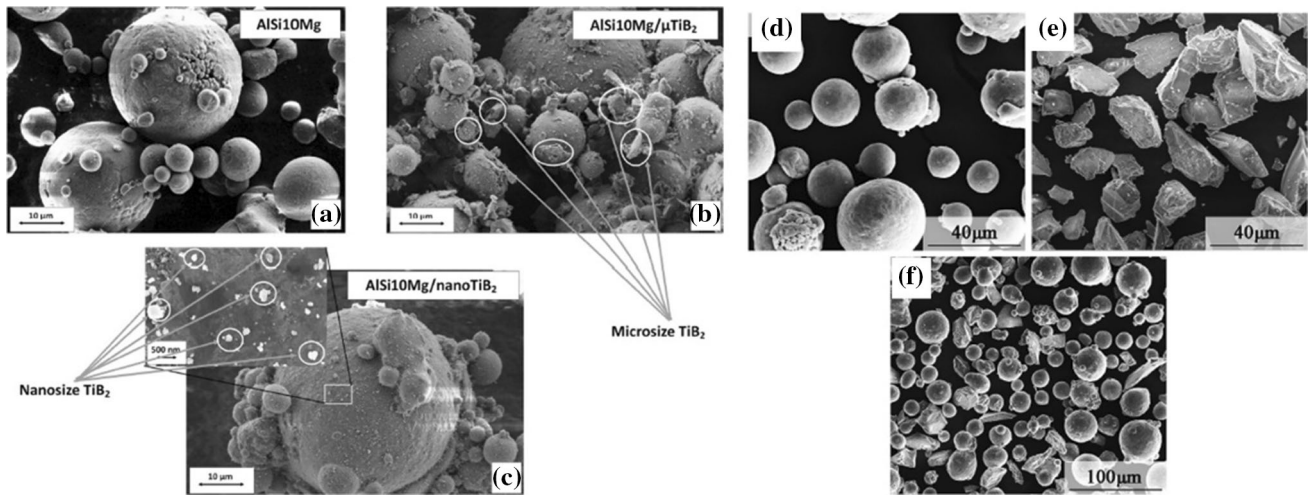 AlSi10Mg
10 μm
(a)
AlSi10Mg/μTiB₂
10 μm
(b)
Microsize TiB₂
500 nm
Nanosize TiB₂
AlSi10Mg/nanoTiB₂
10 μm
(c)
(d)
40μm
(e)
40μm
(f)
100μm